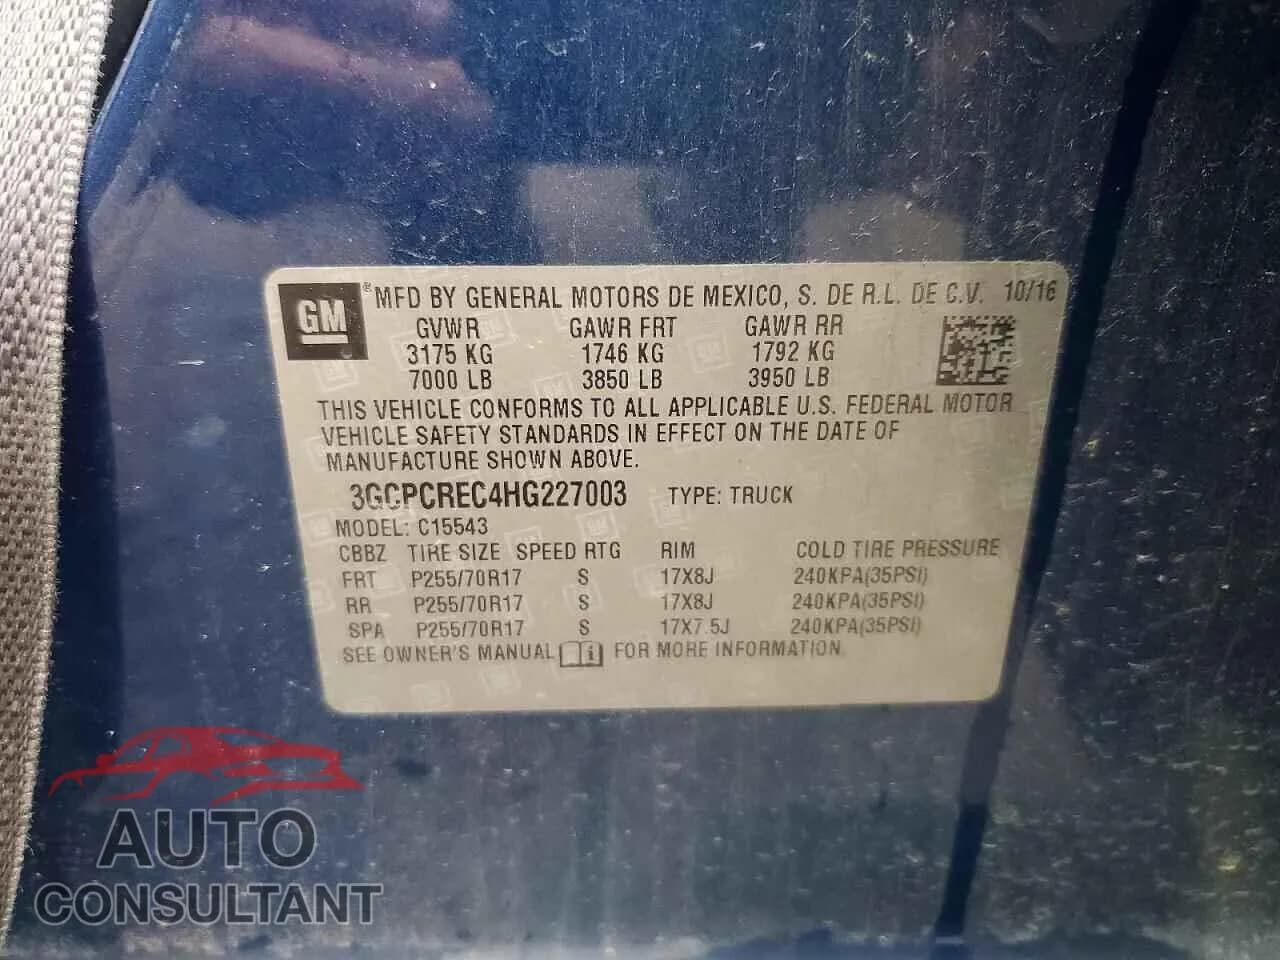 GM ® MFD BY GENERAL MOTORS DE MEXICO, S. DE R.L. DE C.V. 10/16
GVWR GAWR FRT GAWR RR
3175 KG 1746 KG 1792 KG
7000 LB 3850 LB 3950 LB
THIS VEHICLE CONFORMS TO ALL APPLICABLE U.S. FEDERAL MOTOR
VEHICLE SAFETY STANDARDS IN EFFECT ON THE DATE OF
MANUFACTURE SHOWN ABOVE.
3GCPCREC4HG227003 TYPE: TRUCK
MODEL: C15543
CBBZ TIRE SIZE SPEED RTG RIM COLD TIRE PRESSURE
FRT P255/70R17 S 17X8J 240KPA(35PSI)
RR P255/70R17 S 17X8J 240KPA(35PSI)
SPA P255/70R17 S 17X7.5J 240KPA(35PSI)
SEE OWNER'S MANUAL i FOR MORE INFORMATION
AUTO
CONSULTANT